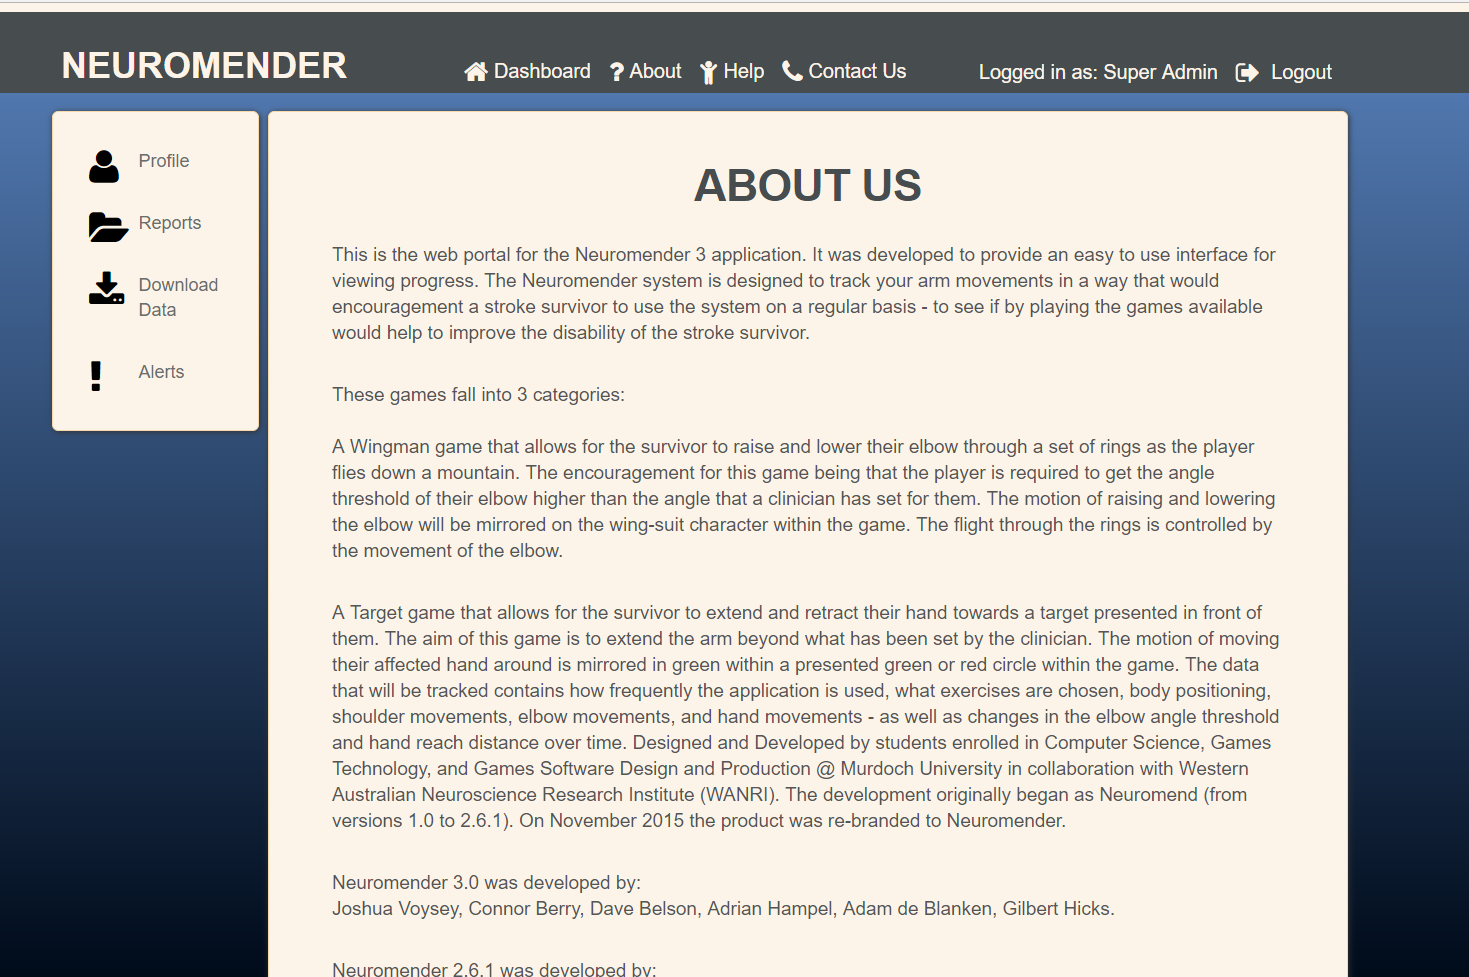 NEUROMENDER
Dashboard
About
Help
Contact Us
Logged in as: Super Admin
Logout
Profile
Reports
Download
Data
Alerts
ABOUT US
This is the web portal for the Neuromender 3 application. It was developed to provide an easy to use interface for
viewing progress. The Neuromender system is designed to track your arm movements in a way that would
encouragement a stroke survivor to use the system on a regular basis - to see if by playing the games available
would help to improve the disability of the stroke survivor.
These games fall into 3 categories:
A Wingman game that allows for the survivor to raise and lower their elbow through a set of rings as the player
flies down a mountain. The encouragement for this game being that the player is required to get the angle
threshold of their elbow higher than the angle that a clinician has set for them. The motion of raising and lowering
the elbow will be mirrored on the wing-suit character within the game. The flight through the rings is controlled by
the movement of the elbow.
A Target game that allows for the survivor to extend and retract their hand towards a target presented in front of
them. The aim of this game is to extend the arm beyond what has been set by the clinician. The motion of moving
their affected hand around is mirrored in green within a presented green or red circle within the game. The data
that will be tracked contains how frequently the application is used, what exercises are chosen, body positioning,
shoulder movements, elbow movements, and hand movements - as well as changes in the elbow angle threshold
and hand reach distance over time. Designed and Developed by students enrolled in Computer Science, Games
Technology, and Games Software Design and Production @ Murdoch University in collaboration with Western
Australian Neuroscience Research Institute (WANRI). The development originally began as Neuromend (from
versions 1.0 to 2.6.1). On November 2015 the product was re-branded to Neuromender.
Neuromender 3.0 was developed by:
Joshua Voysey, Connor Berry, Dave Belson, Adrian Hampel, Adam de Blanken, Gilbert Hicks.
Neuromender 2.6.1 was developed by: